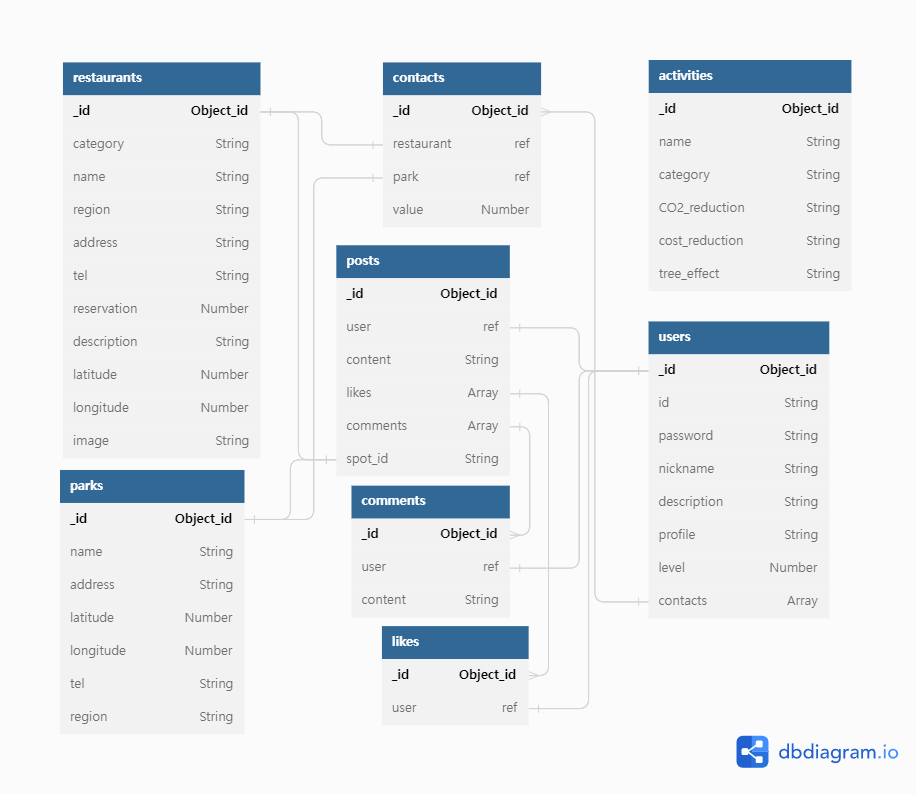 restaurants
_id Object_id
category String
name String
region String
address String
tel String
reservation Number
description String
latitude Number
longitude Number
image String
parks
_id Object_id
name String
address String
latitude Number
longitude Number
tel String
region String
contacts
_id Object_id
restaurant ref
park ref
value Number
posts
_id Object_id
user ref
content String
likes Array
comments Array
spot_id String
comments
_id Object_id
user ref
content String
likes
_id Object_id
user ref
activities
_id Object_id
name String
category String
CO2_reduction String
cost_reduction String
tree_effect String
users
_id Object_id
id String
password String
nickname String
description String
profile String
level Number
contacts Array
dbdiagram.io